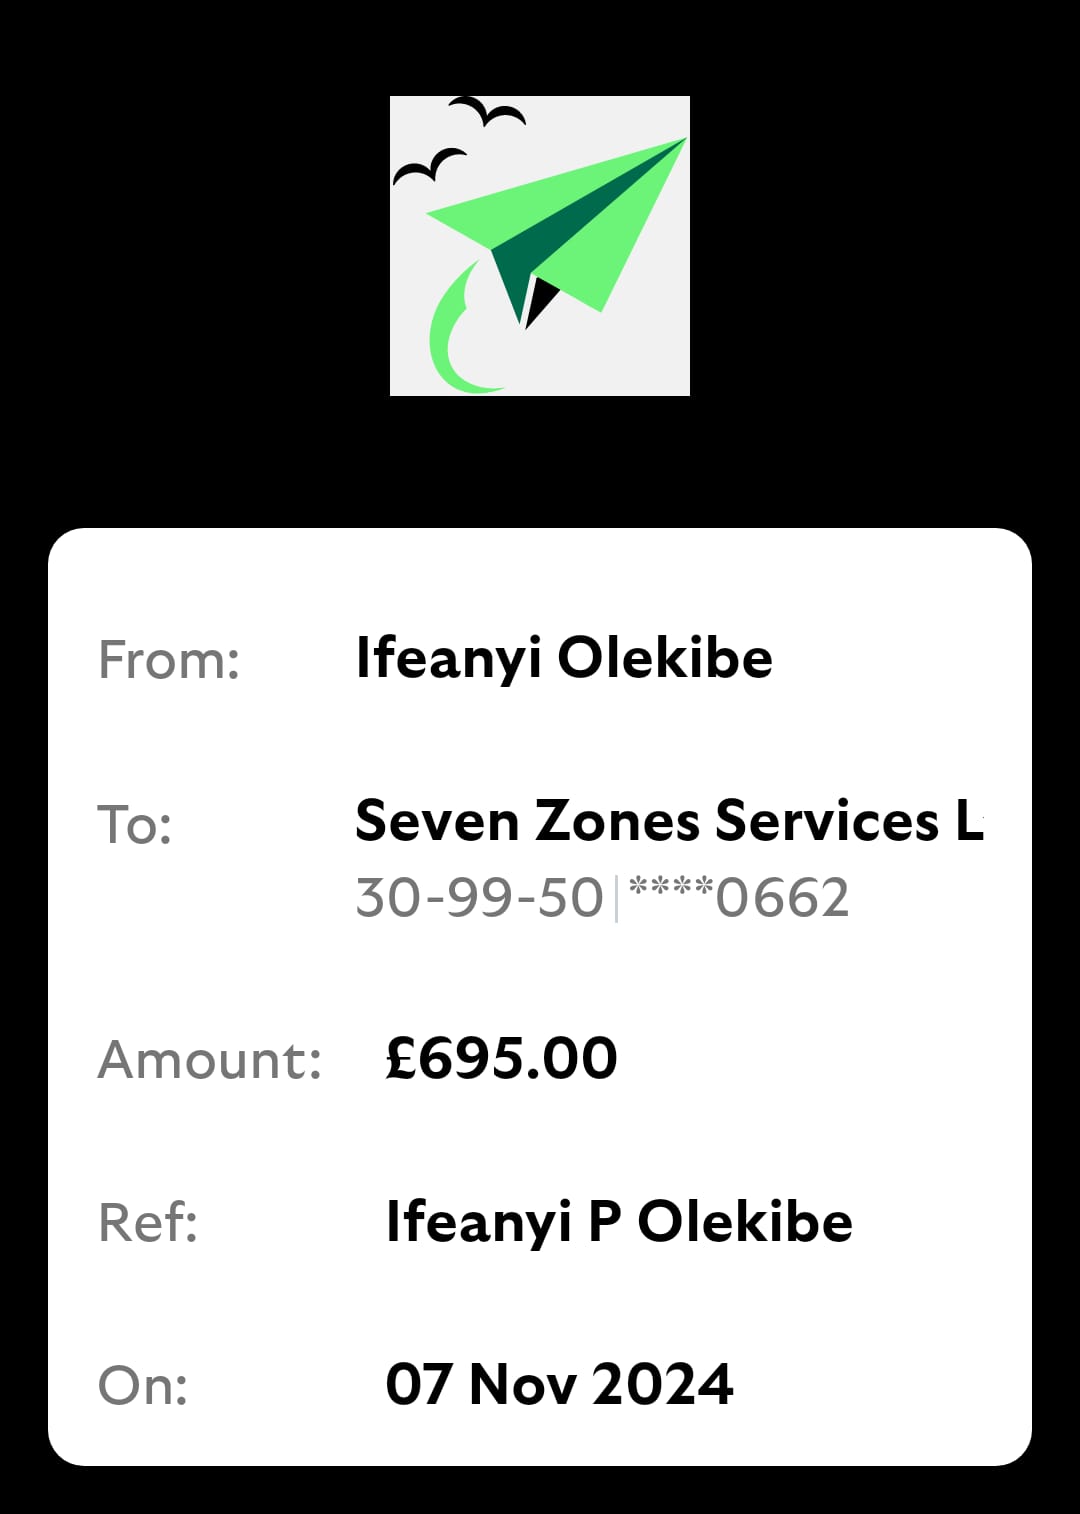 From: Ifeanyi Olekibe
To: Seven Zones Services L
30-99-50|****0662
Amount: £695.00
Ref: Ifeanyi P Olekibe
On: 07 Nov 2024